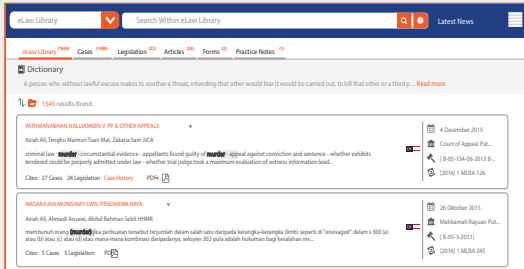 eLaw Library
Search Within eLaw Library
Latest News
eLaw Library (1545) Cases (1498) Legislation (22) Articles (24) Forms (2) Practice Notes (1)
Dictionary
A person who without lawful excuse makes to another a threat, intending that other would fear it would be carried out, to kill that other or a third p ... Read more
1545 results found.
PATHMANABHAN NALLIANNEN V. PP & OTHER APPEALS
Aziah Ali, Tengku Maimun Tuan Mat, Zakaria Sam JJCA
criminal law : murder - circumstantial evidence - appellants found guilty of murder - appeal against conviction and sentence - whether exhibits
tendered could be properly admitted under law - whether trial judge took a maximum evaluation of witness information lead...
Cites: 27 Cases 24 Legislation Case History PDF
4 December 2015
Court of Appeal Put...
[ B-05-154-06-2013 B...
[2016] 1 MLRA 126
NAGARAJAN MUNISAMY LWN. PENDAKWA RAYA
Aziah Ali, Ahmadi Asnawi, Abdul Rahman Sebli HHMR
membunuh orang (murder) jika perbuatan tersebut terjumlah dalam salah satu daripada kerangka-kerangka (limb) seperti di "envisaged" dalam s 300 (a)
atau (b) atau (c) atau (d) atau mana-mana kombinasi daripadanya. seksyen 302 pula adalah hukuman bagi kesalahan me...
Cites: 5 Cases 5 Legislation PDF
26 Oktober 2015
Mahkamah Rayuan Put...
[ B-05-3-2011]
[2016] 1 MLRA 245